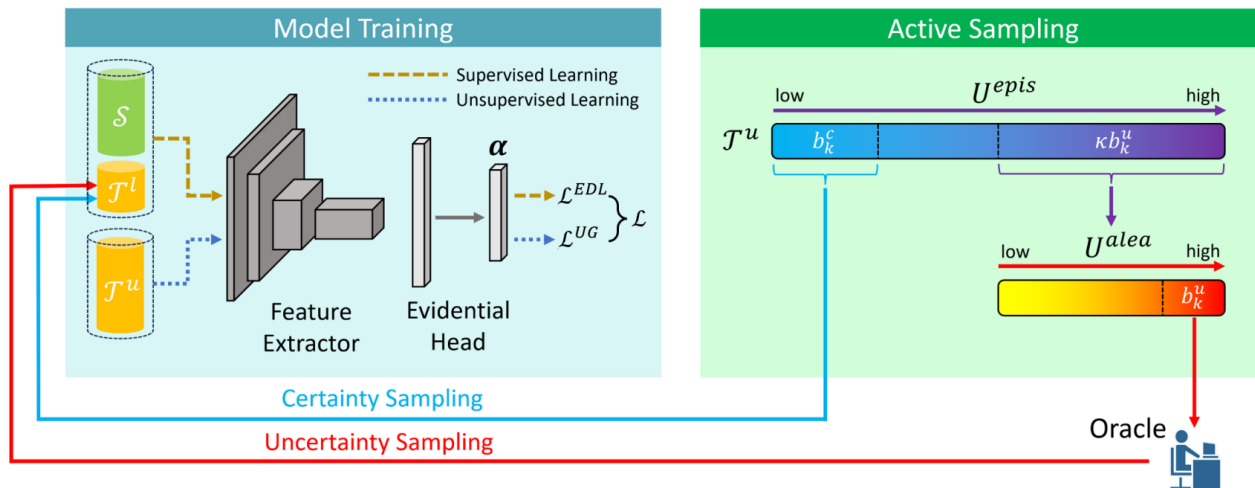 Model Training
Supervised Learning
Unsupervised Learning
𝒮
𝒯^l
𝒯^u
α
ℒ^{EDL}
ℒ^{UG}
ℒ
Feature
Extractor
Evidential
Head
Active Sampling
low U^{epis} high
𝒯^u
b_k^c κb_k^u
low U^{alea} high
b_k^u
Certainty Sampling
Uncertainty Sampling
Oracle